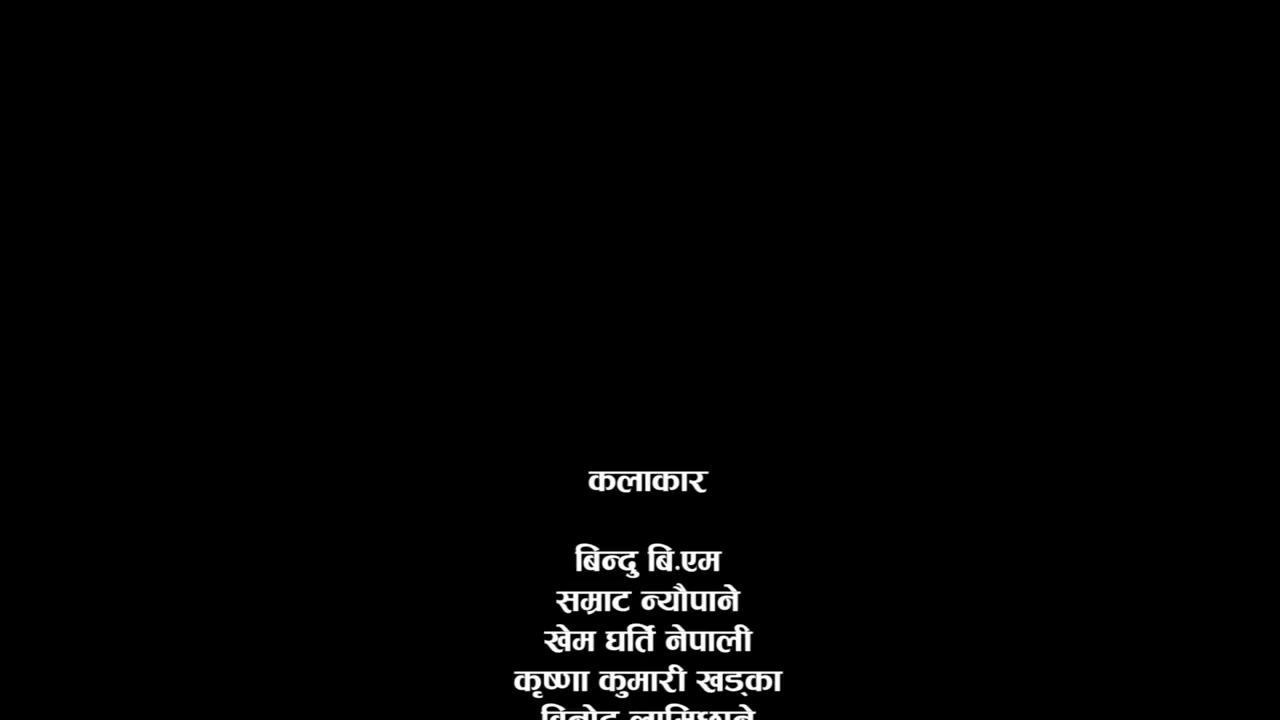 कलाकार
बिन्दु बि.एम
सम्राट न्यौपाने
खेम घर्ति नेपाली
कृष्णा कुमारी खड्का
विनोद लामिछाने